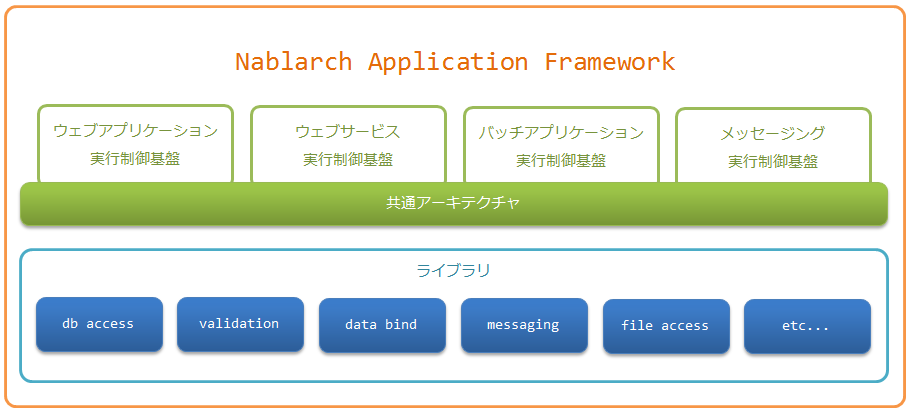 Nablarch Application Framework
ウェブアプリケーション
実行制御基盤
ウェブサービス
実行制御基盤
バッチアプリケーション
実行制御基盤
メッセージング
実行制御基盤
共通アーキテクチャ
ライブラリ
db access
validation
data bind
messaging
file access
etc...